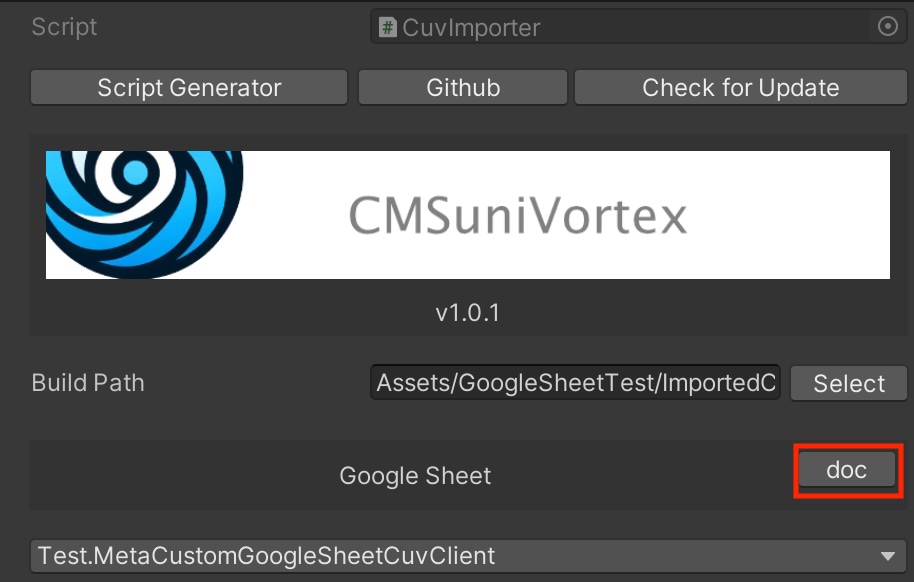 Script
# CuvImporter
Script Generator
Github
Check for Update
CMSuniVortex
v1.0.1
Build Path
Assets/GoogleSheetTest/ImportedC
Select
Google Sheet
doc
Test.MetaCustomGoogleSheetCuvClient